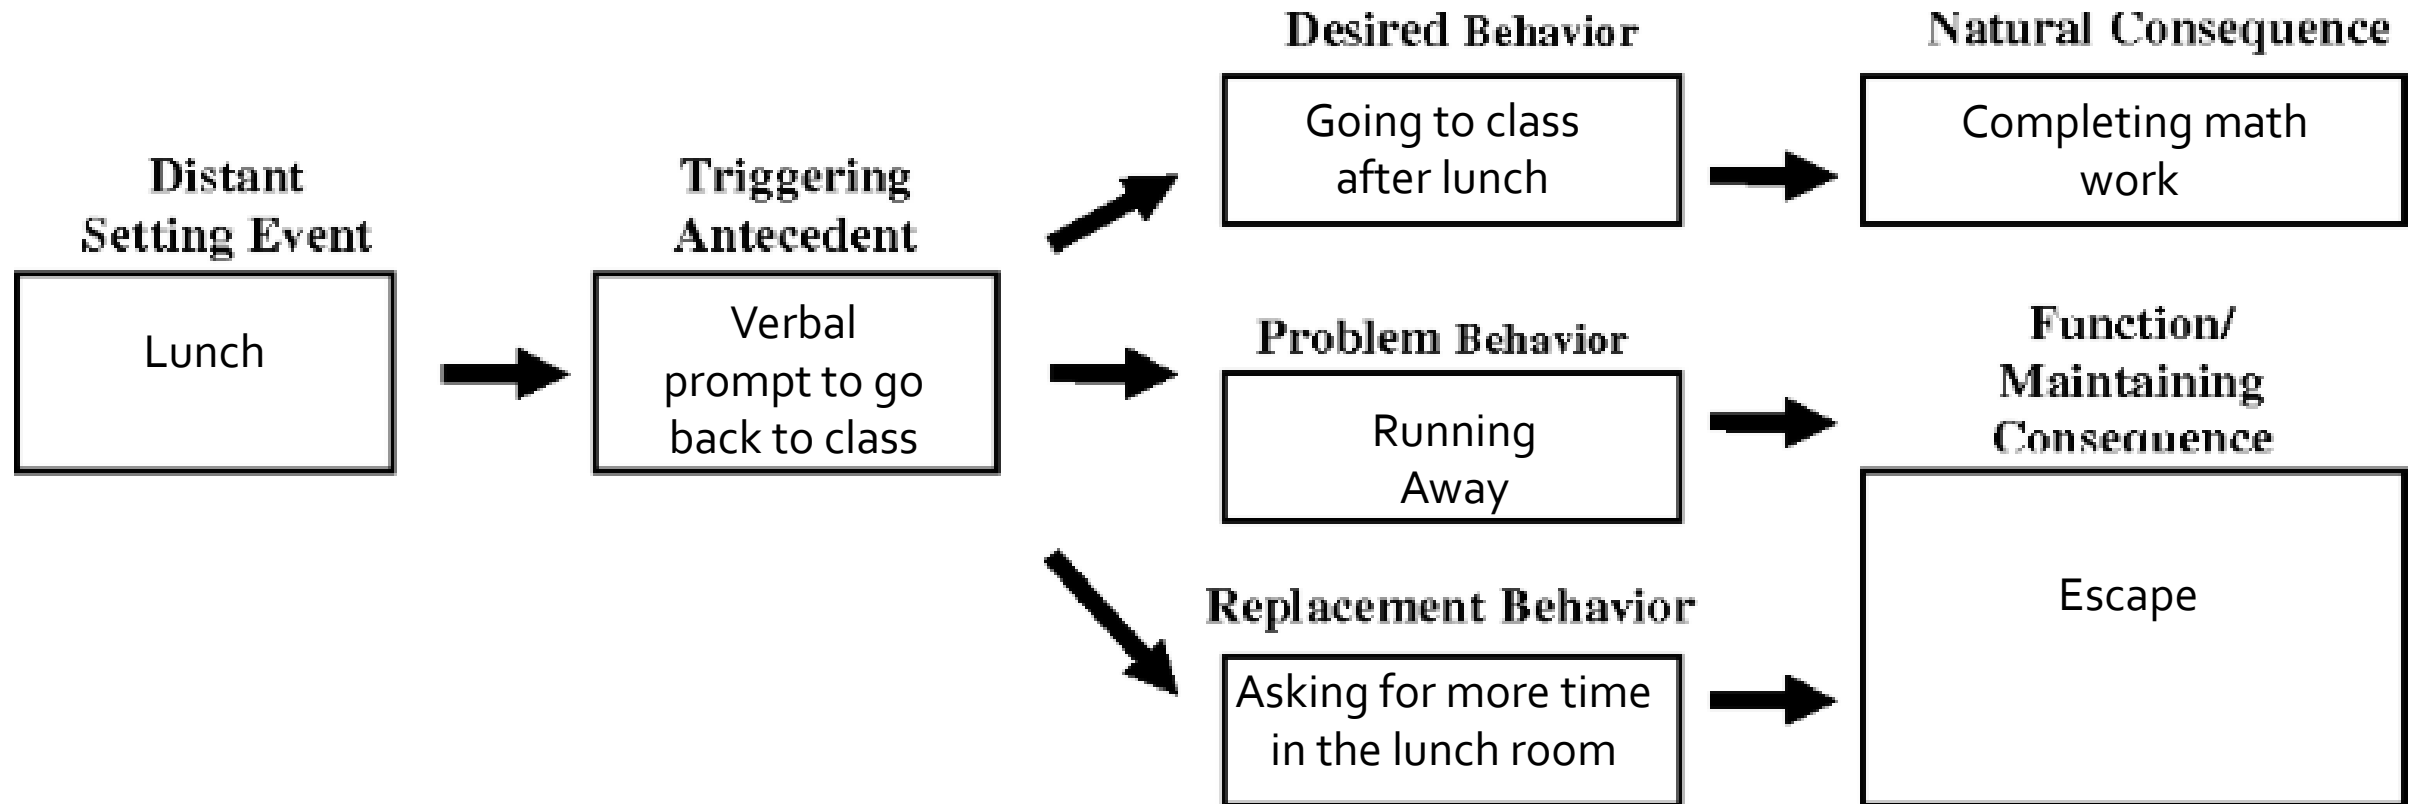 Distant
Setting Event
Lunch
Triggering
Antecedent
Verbal
prompt to go
back to class
Desired Behavior
Going to class
after lunch
Natural Consequence
Completing math
work
Problem Behavior
Running
Away
Function/
Maintaining
Consequence
Escape
Replacement Behavior
Asking for more time
in the lunch room